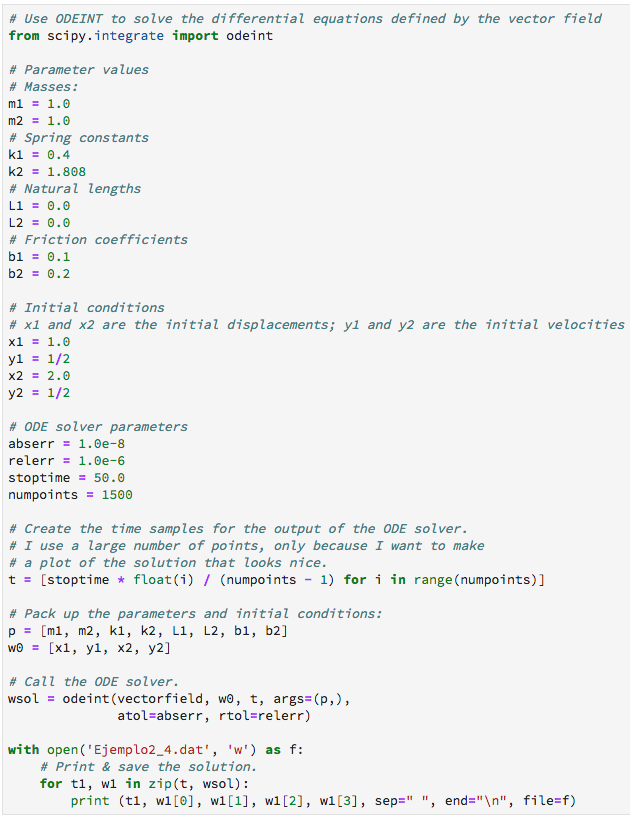 # Use ODEINT to solve the differential equations defined by the vector field
from scipy.integrate import odeint

# Parameter values
# Masses:
m1 = 1.0
m2 = 1.0
# Spring constants
k1 = 0.4
k2 = 1.808
# Natural lengths
L1 = 0.0
L2 = 0.0
# Friction coefficients
b1 = 0.1
b2 = 0.2

# Initial conditions
# x1 and x2 are the initial displacements; y1 and y2 are the initial velocities
x1 = 1.0
y1 = 1/2
x2 = 2.0
y2 = 1/2

# ODE solver parameters
abserr = 1.0e-8
relerr = 1.0e-6
stoptime = 50.0
numpoints = 1500

# Create the time samples for the output of the ODE solver.
# I use a large number of points, only because I want to make
# a plot of the solution that looks nice.
t = [stoptime * float(i) / (numpoints - 1) for i in range(numpoints)]

# Pack up the parameters and initial conditions:
p = [m1, m2, k1, k2, L1, L2, b1, b2]
w0 = [x1, y1, x2, y2]

# Call the ODE solver.
wsol = odeint(vectorfield, w0, t, args=(p,),
              atol=abserr, rtol=relerr)

with open('Ejemplo2_4.dat', 'w') as f:
    # Print & save the solution.
    for t1, w1 in zip(t, wsol):
        print (t1, w1[0], w1[1], w1[2], w1[3], sep=" ", end="\n", file=f)